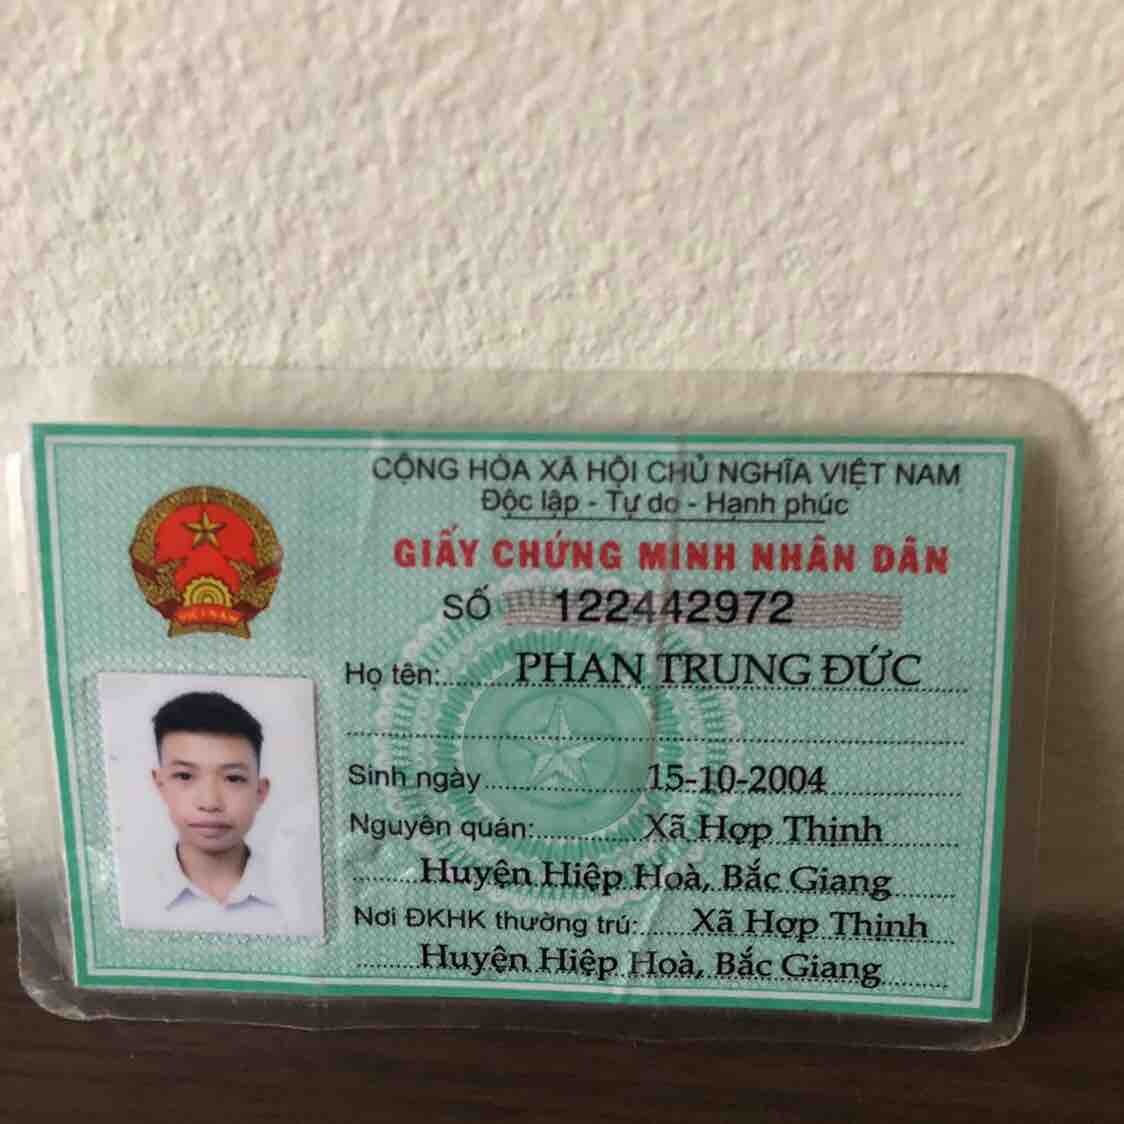 CỘNG HÒA XÃ HỘI CHỦ NGHĨA VIỆT NAM
Độc lập - Tự do - Hạnh phúc
GIẤY CHỨNG MINH NHÂN DÂN
SỐ 122442972
VIỆT NAM
Họ tên: PHAN TRUNG ĐỨC
Sinh ngày 15-10-2004
Nguyên quán: Xã Hợp Thịnh
Huyện Hiệp Hoà, Bắc Giang
Nơi ĐKHK thường trú: Xã Hợp Thịnh
Huyện Hiệp Hoà, Bắc Giang